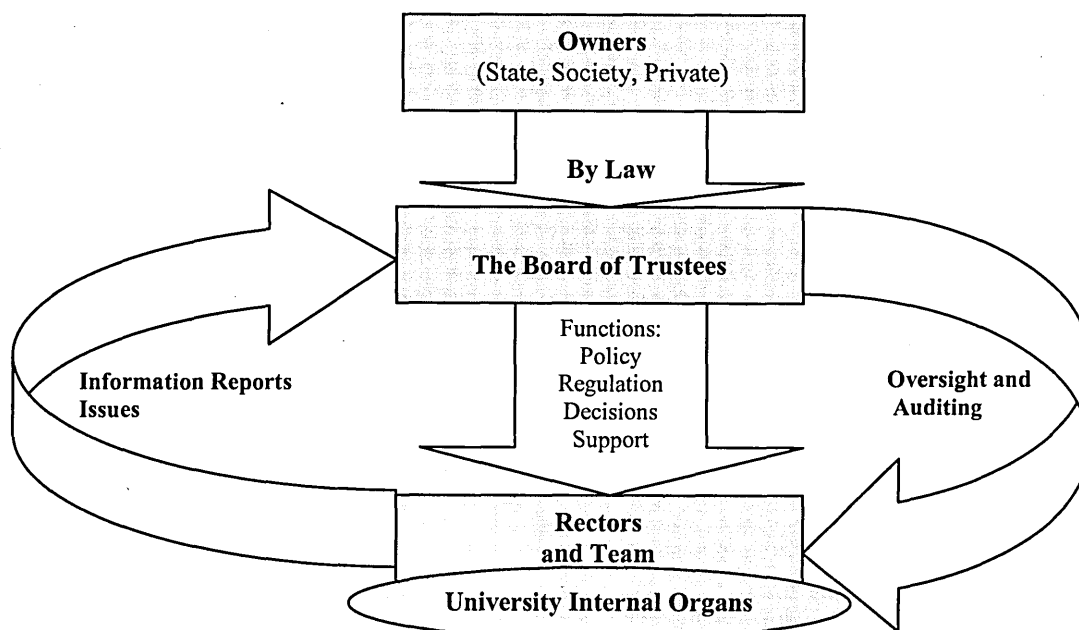 Owners
(State, Society, Private)
By Law
The Board of Trustees
Functions:
Policy
Regulation
Decisions
Support
Information Reports
Issues
Oversight and
Auditing
Rectors
and Team
University Internal Organs